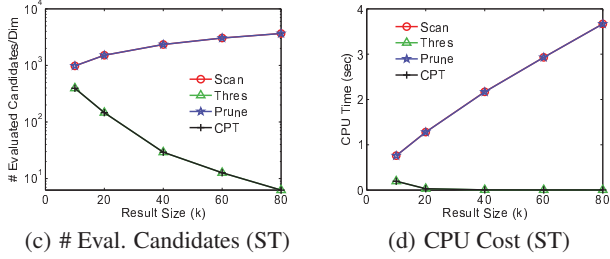 10^4
10^3
10^2
10^1
# Evaluated Candidates/Dim
Scan
Thres
Prune
CPT
0 20 40 60 80
Result Size (k)
(c) # Eval. Candidates (ST)
4
3
2
1
0
CPU Time (sec)
Scan
Thres
Prune
CPT
0 20 40 60 80
Result Size (k)
(d) CPU Cost (ST)